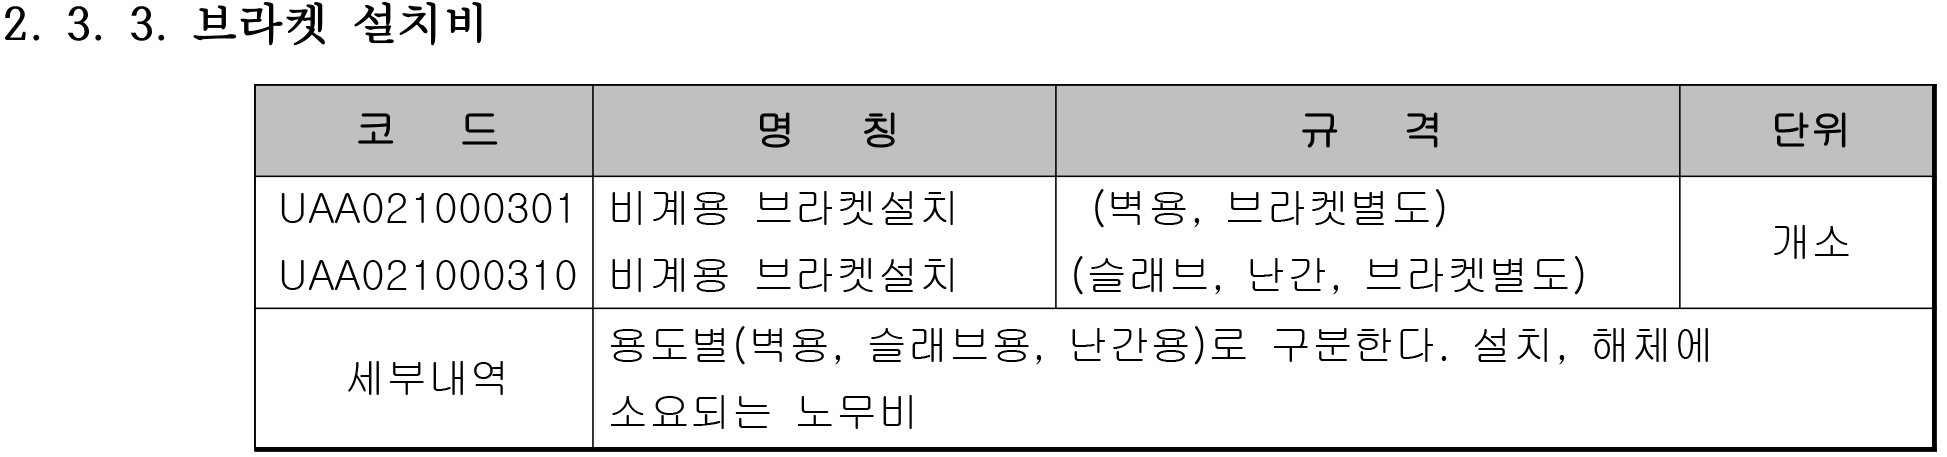 2. 3. 3. 브라켓 설치비
코 드 명 칭 규 격 단위
UAA021000301 비계용 브라켓설치 (벽용, 브라켓별도)
개소
UAA021000310 비계용 브라켓설치 (슬래브, 난간, 브라켓별도)
세부내역
용도별(벽용, 슬래브용, 난간용)로 구분한다. 설치, 해체에
소요되는 노무비